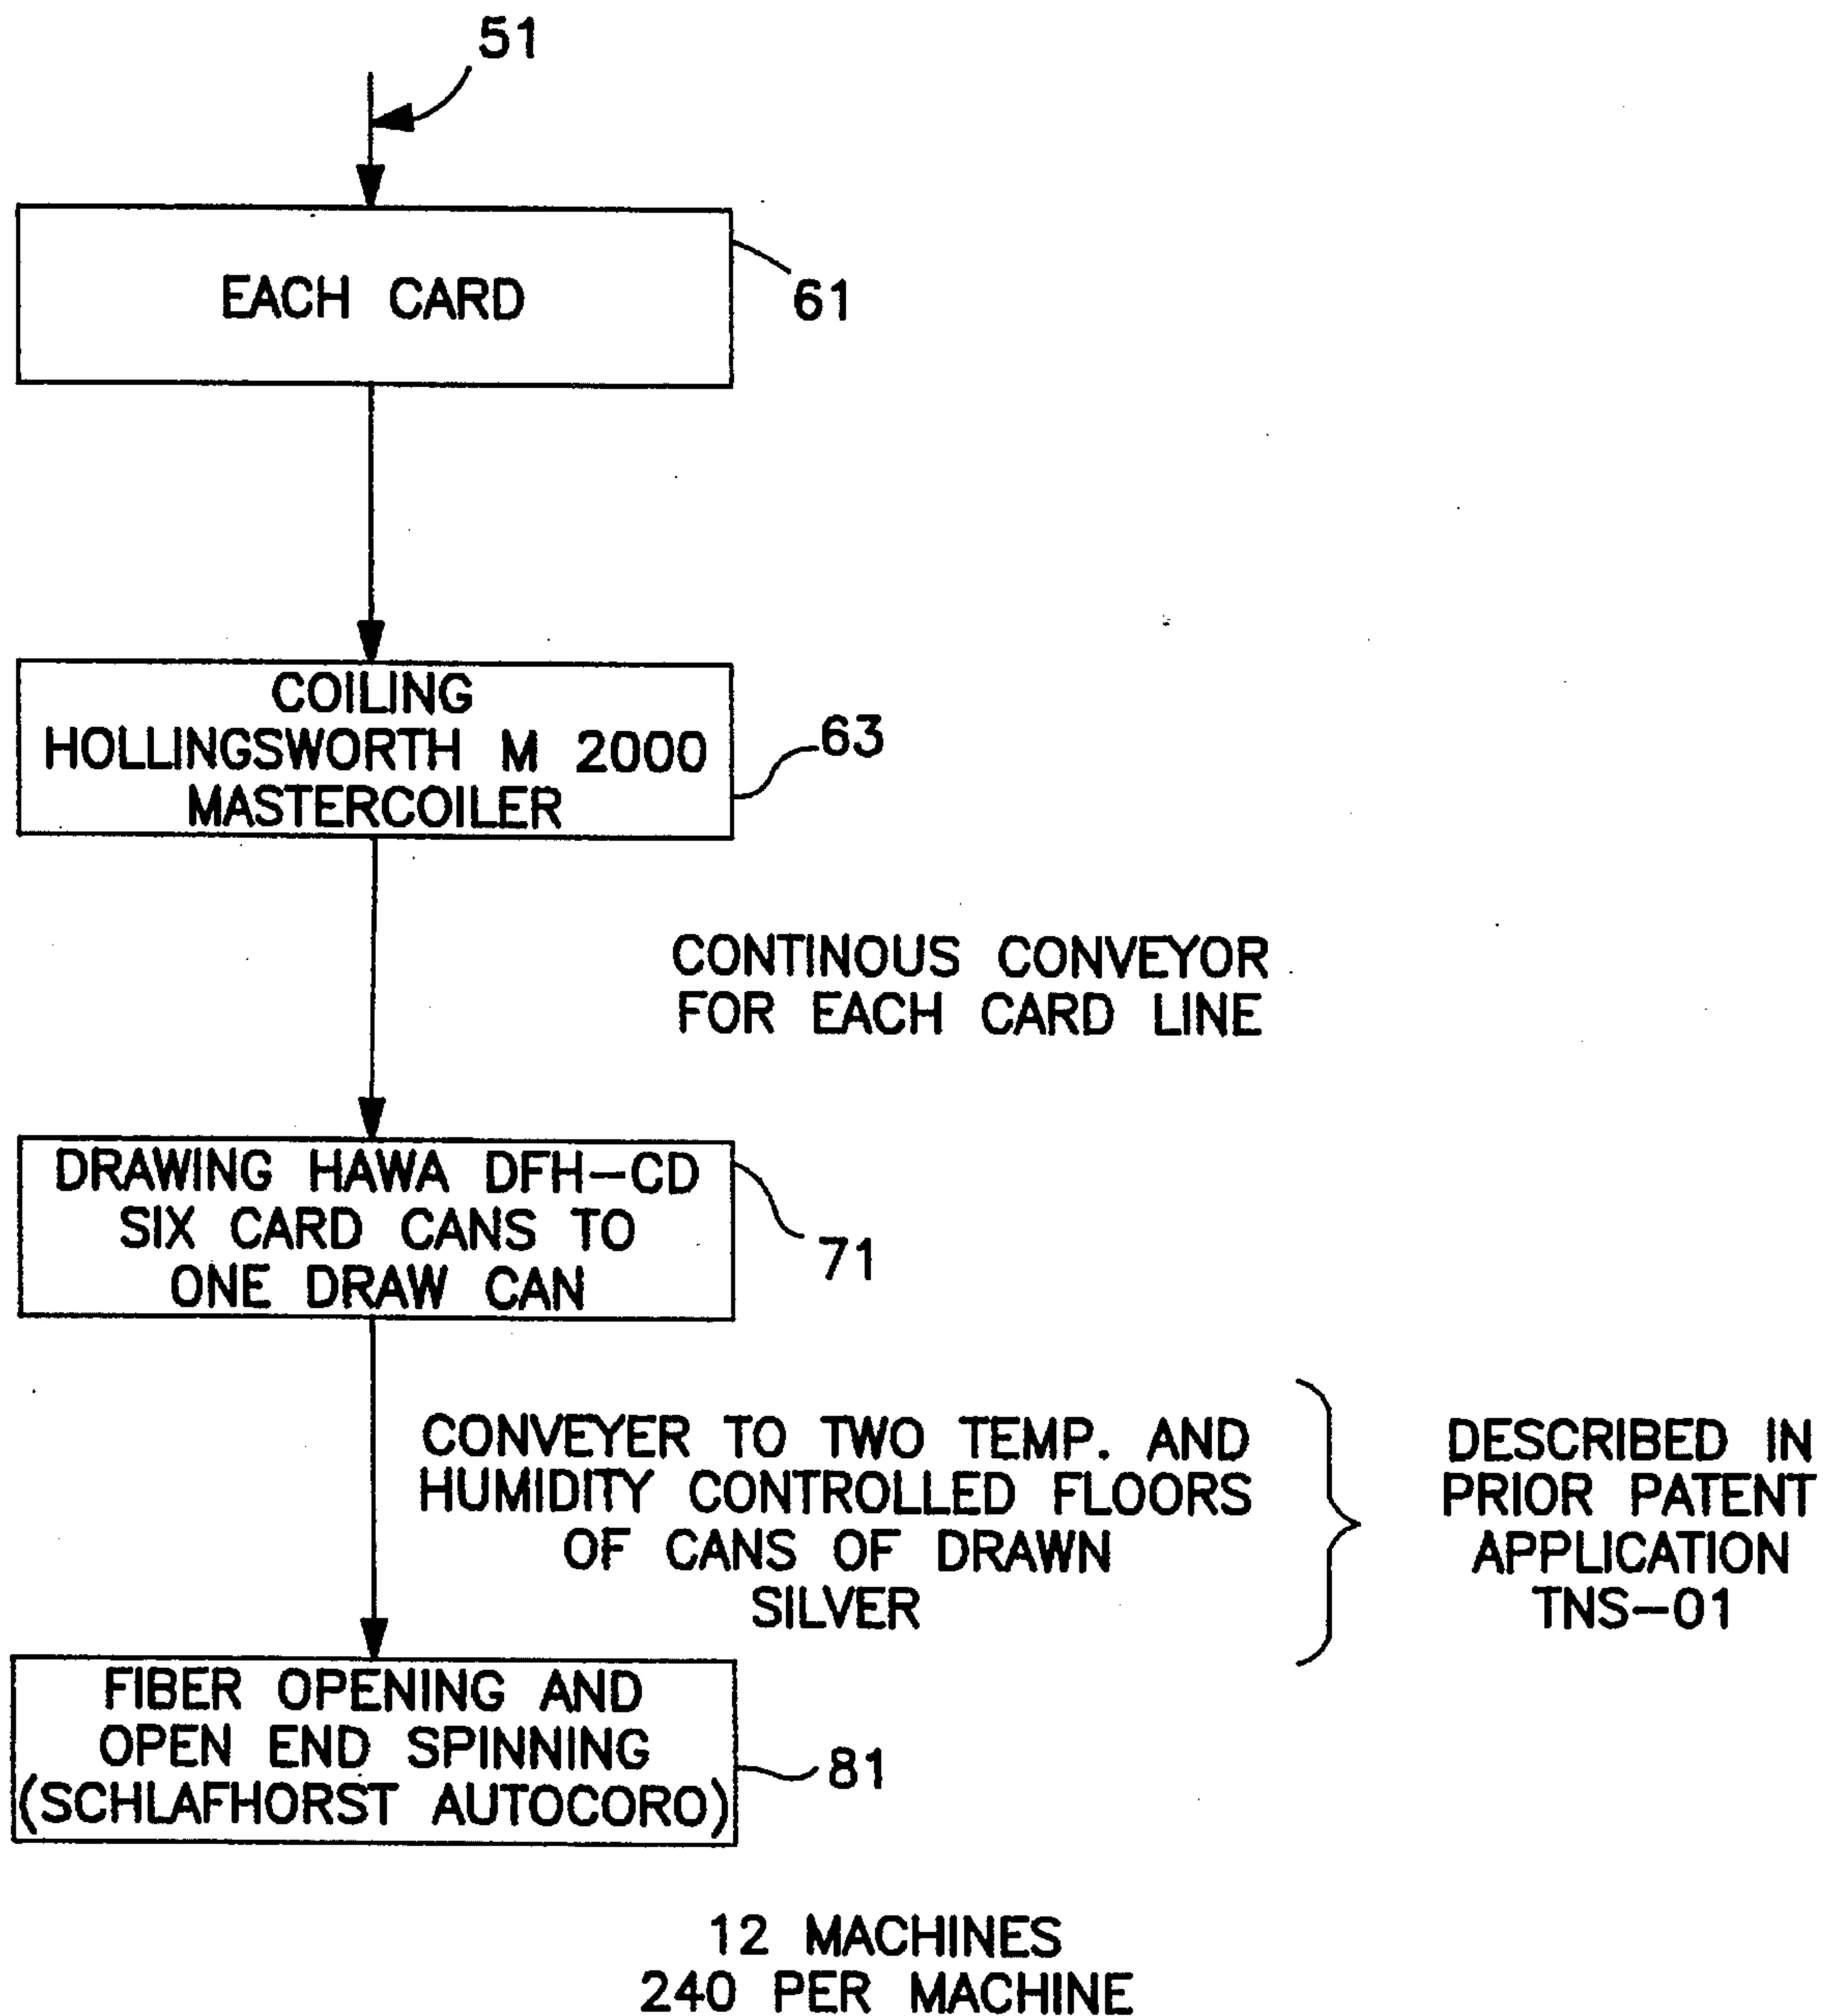 51
EACH CARD
61
COILING
HOLLINGSWORTH M 2000
MASTERCOILER
63
CONTINOUS CONVEYOR
FOR EACH CARD LINE
DRAWING HAWA DFH-CD
SIX CARD CANS TO
ONE DRAW CAN
71
CONVEYER TO TWO TEMP. AND
HUMIDITY CONTROLLED FLOORS
OF CANS OF DRAWN
SILVER
DESCRIBED IN
PRIOR PATENT
APPLICATION
TNS-01
FIBER OPENING AND
OPEN END SPINNING
(SCHLAFHORST AUTOCORO)
81
12 MACHINES
240 PER MACHINE